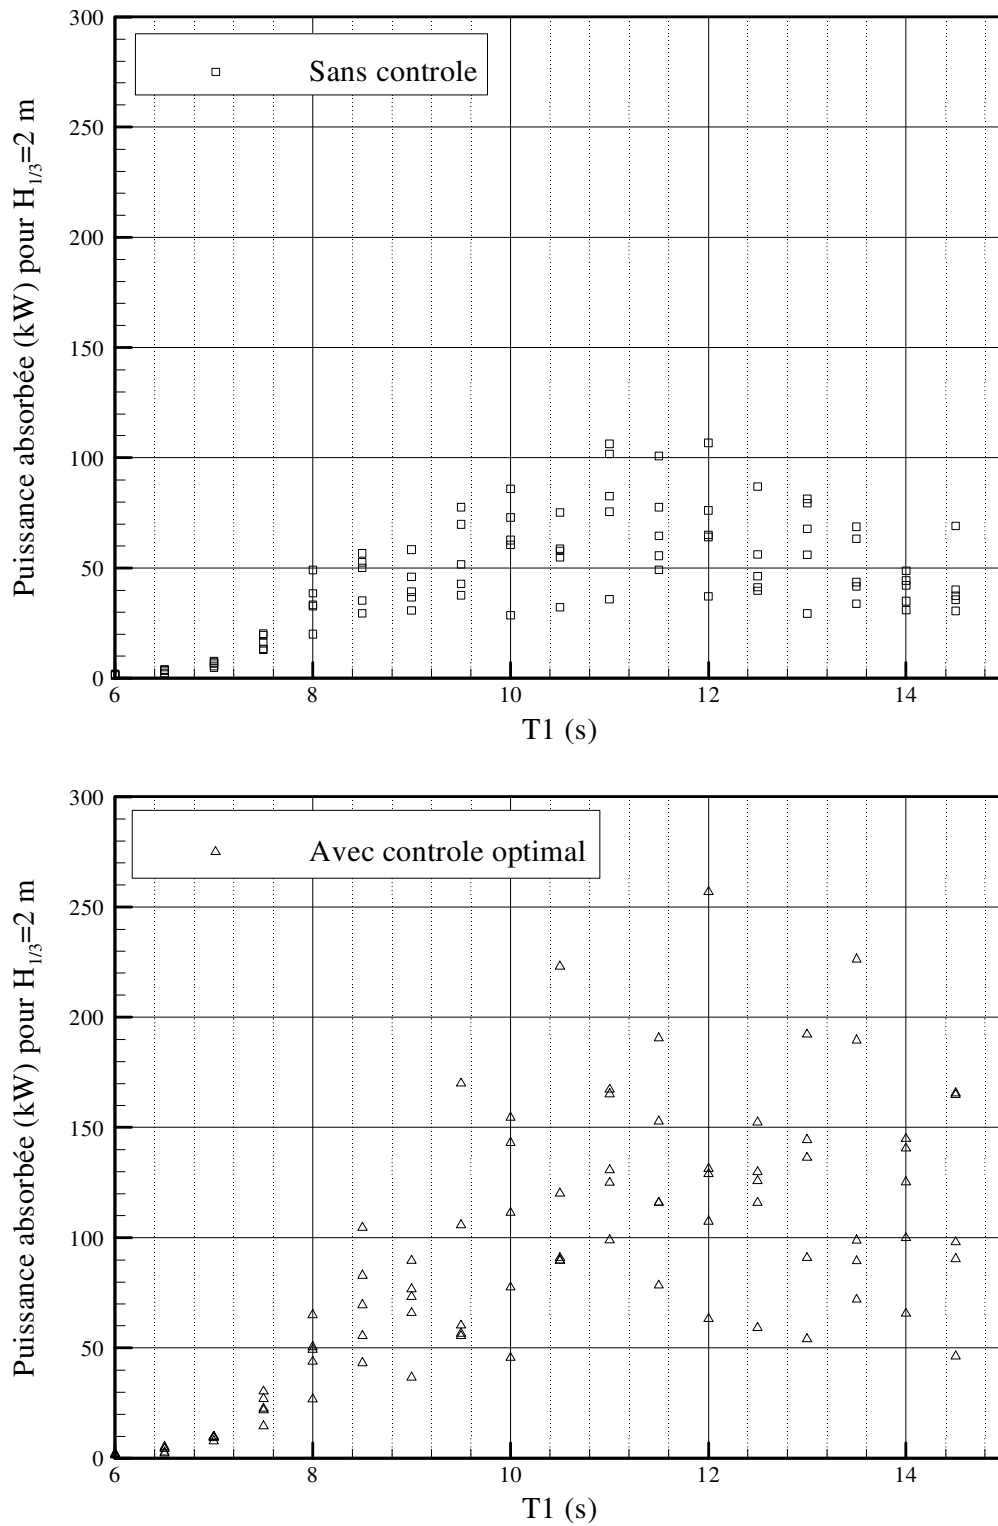 300
250
200
150
100
50
0
Puissance absorbée (kW) pour H1/3=2 m
Sans controle
6 8 10 12 14
T1 (s)
300
250
200
150
100
50
0
Puissance absorbée (kW) pour H1/3=2 m
Avec controle optimal
6 8 10 12 14
T1 (s)